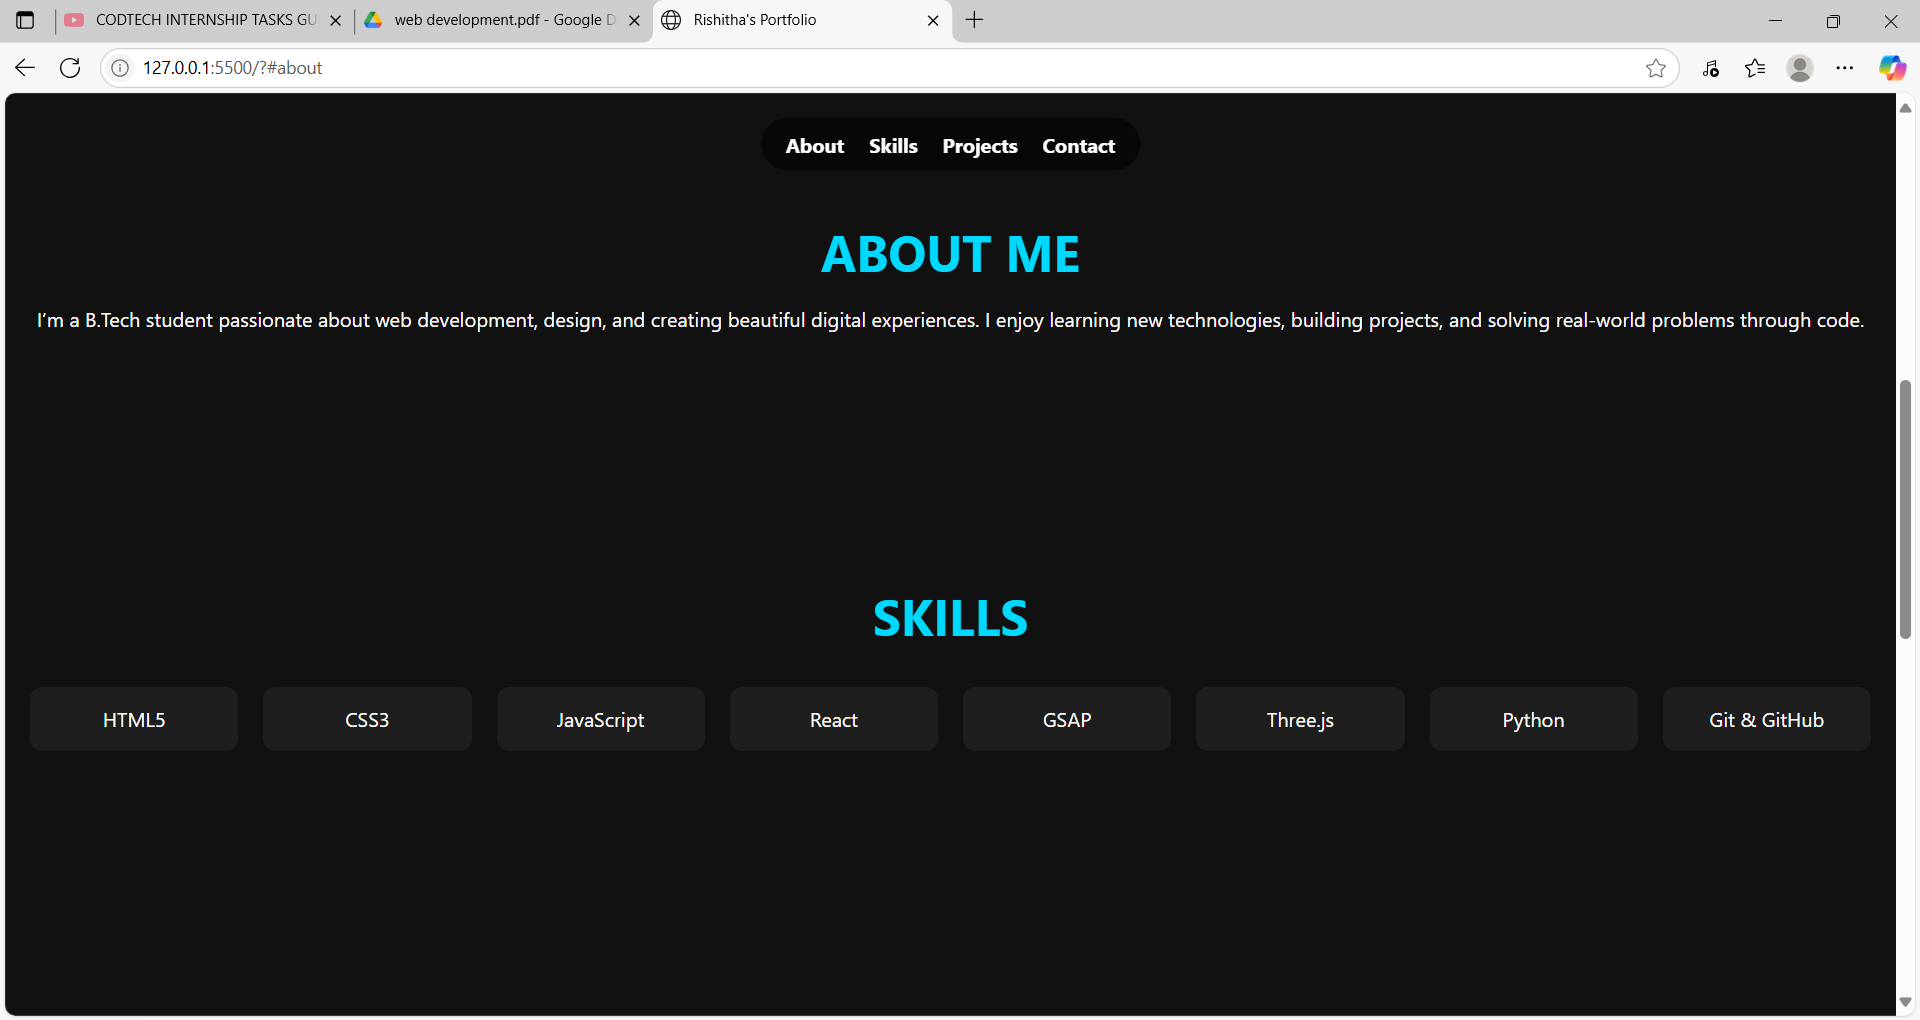 CODTECH INTERNSHIP TASKS GU
web development.pdf - Google D
Rishitha's Portfolio
127.0.0.1:5500/?#about
About Skills Projects Contact
ABOUT ME
I’m a B.Tech student passionate about web development, design, and creating beautiful digital experiences. I enjoy learning new technologies, building projects, and solving real-world problems through code.
SKILLS
HTML5 CSS3 JavaScript React GSAP Three.js Python Git & GitHub